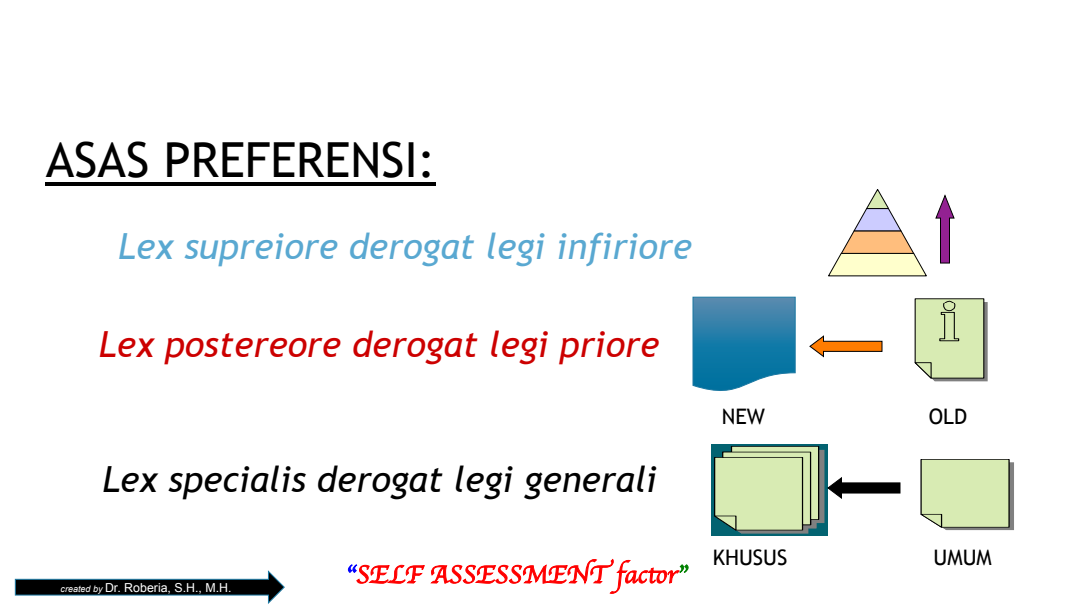 ASAS PREFERENSI:
Lex supreiore derogat legi infiriore
Lex postereore derogat legi priore
i
NEW
OLD
Lex specialis derogat legi generali
KHUSUS
UMUM
“SELF ASSESSMENT factor”
created by Dr. Roberia, S.H., M.H.